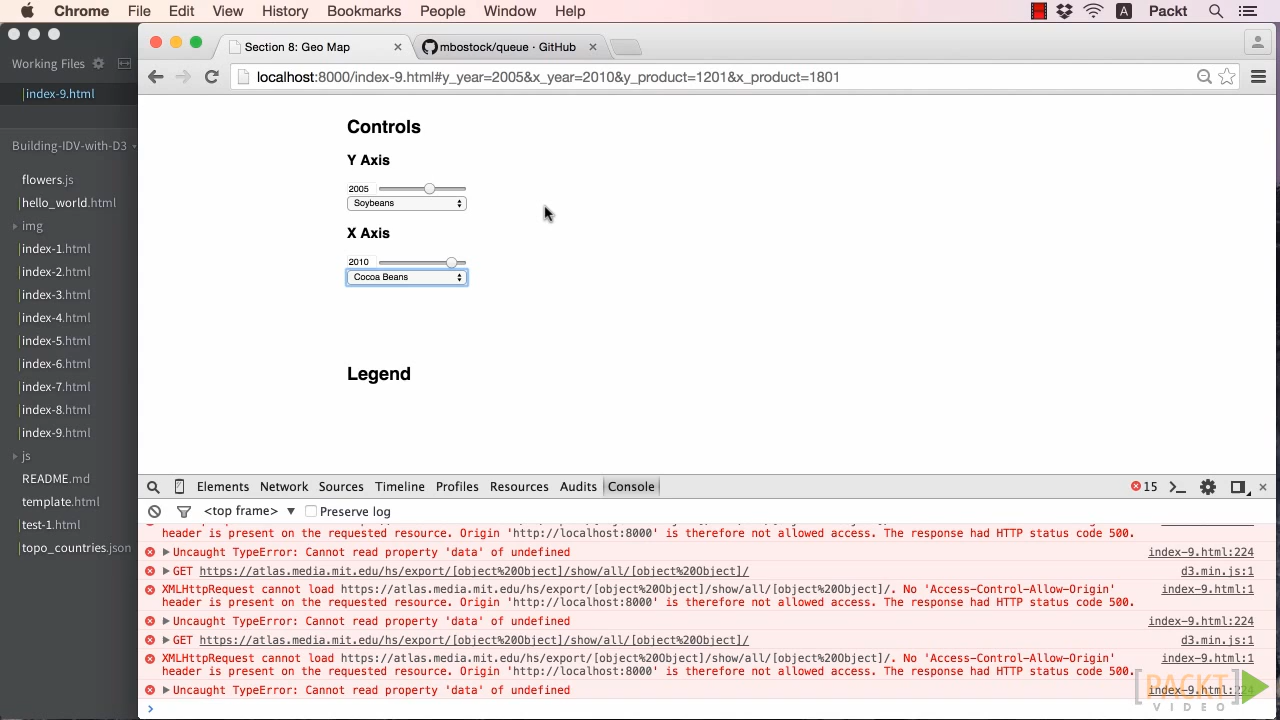 Chrome File Edit View History Bookmarks People Window Help A Packt
Working Files
index-9.html
Building-IDV-with-D3
flowers.js
hello_world.html
img
index-1.html
index-2.html
index-3.html
index-4.html
index-5.html
index-6.html
index-7.html
index-8.html
index-9.html
js
README.md
template.html
test-1.html
topo_countries.json
Section 8: Geo Map
mbostock/queue · GitHub
localhost:8000/index-9.html#y_year=2005&x_year=2010&y_product=1201&x_product=1801
Controls
Y Axis
2005
Soybeans
X Axis
2010
Cocoa Beans
Legend
Elements Network Sources Timeline Profiles Resources Audits Console 15
<top frame> Preserve log
header is present on the requested resource. Origin 'http://localhost:8000' is therefore not allowed access. The response had HTTP status code 500.
Uncaught TypeError: Cannot read property 'data' of undefined index-9.html:224
GET https://atlas.media.mit.edu/hs/export/[object%20Object]/show/all/[object%20Object]/ d3.min.js:1
XMLHttpRequest cannot load https://atlas.media.mit.edu/hs/export/[object%20Object]/show/all/[object%20Object]/. No 'Access-Control-Allow-Origin' index-9.html:1
header is present on the requested resource. Origin 'http://localhost:8000' is therefore not allowed access. The response had HTTP status code 500.
Uncaught TypeError: Cannot read property 'data' of undefined index-9.html:224
GET https://atlas.media.mit.edu/hs/export/[object%20Object]/show/all/[object%20Object]/ d3.min.js:1
XMLHttpRequest cannot load https://atlas.media.mit.edu/hs/export/[object%20Object]/show/all/[object%20Object]/. No 'Access-Control-Allow-Origin' index-9.html:1
header is present on the requested resource. Origin 'http://localhost:8000' is therefore not allowed access. The response had HTTP status code 500.
Uncaught TypeError: Cannot read property 'data' of undefined index-9.html:224
PACKT
VIDEO